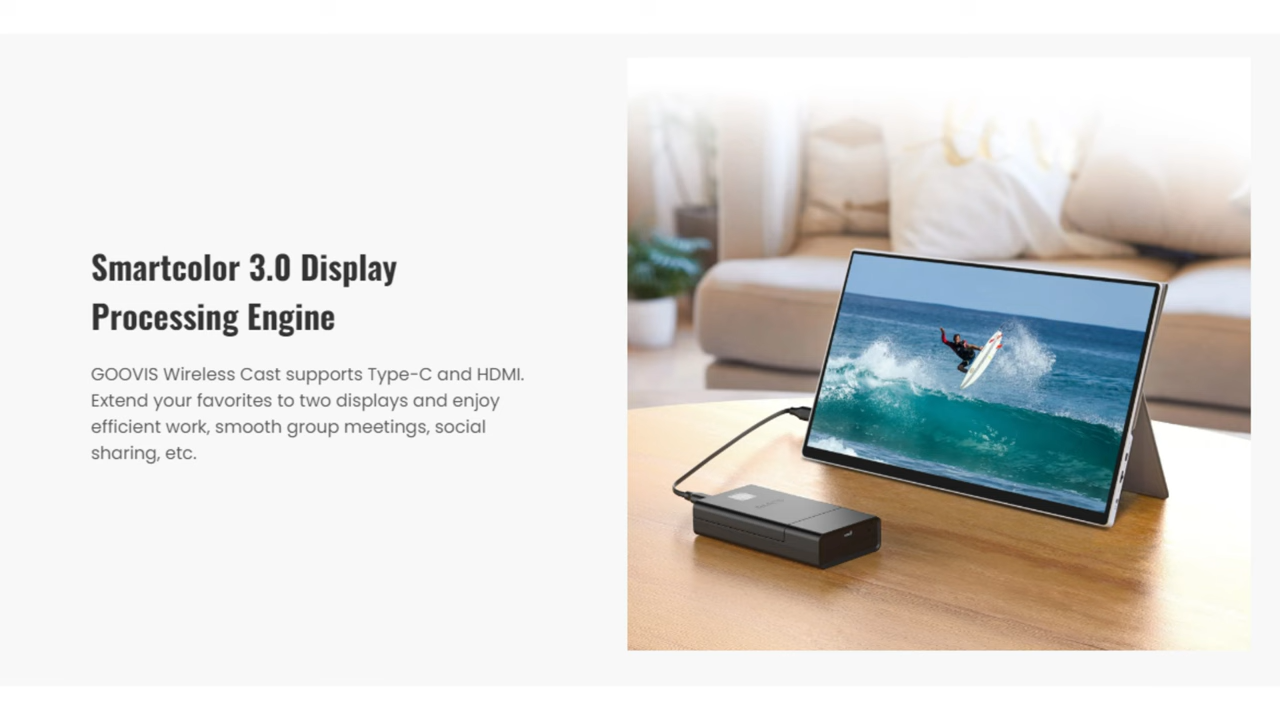 Smartcolor 3.0 Display
Processing Engine
GOOVIS Wireless Cast supports Type-C and HDMI.
Extend your favorites to two displays and enjoy
efficient work, smooth group meetings, social
sharing, etc.